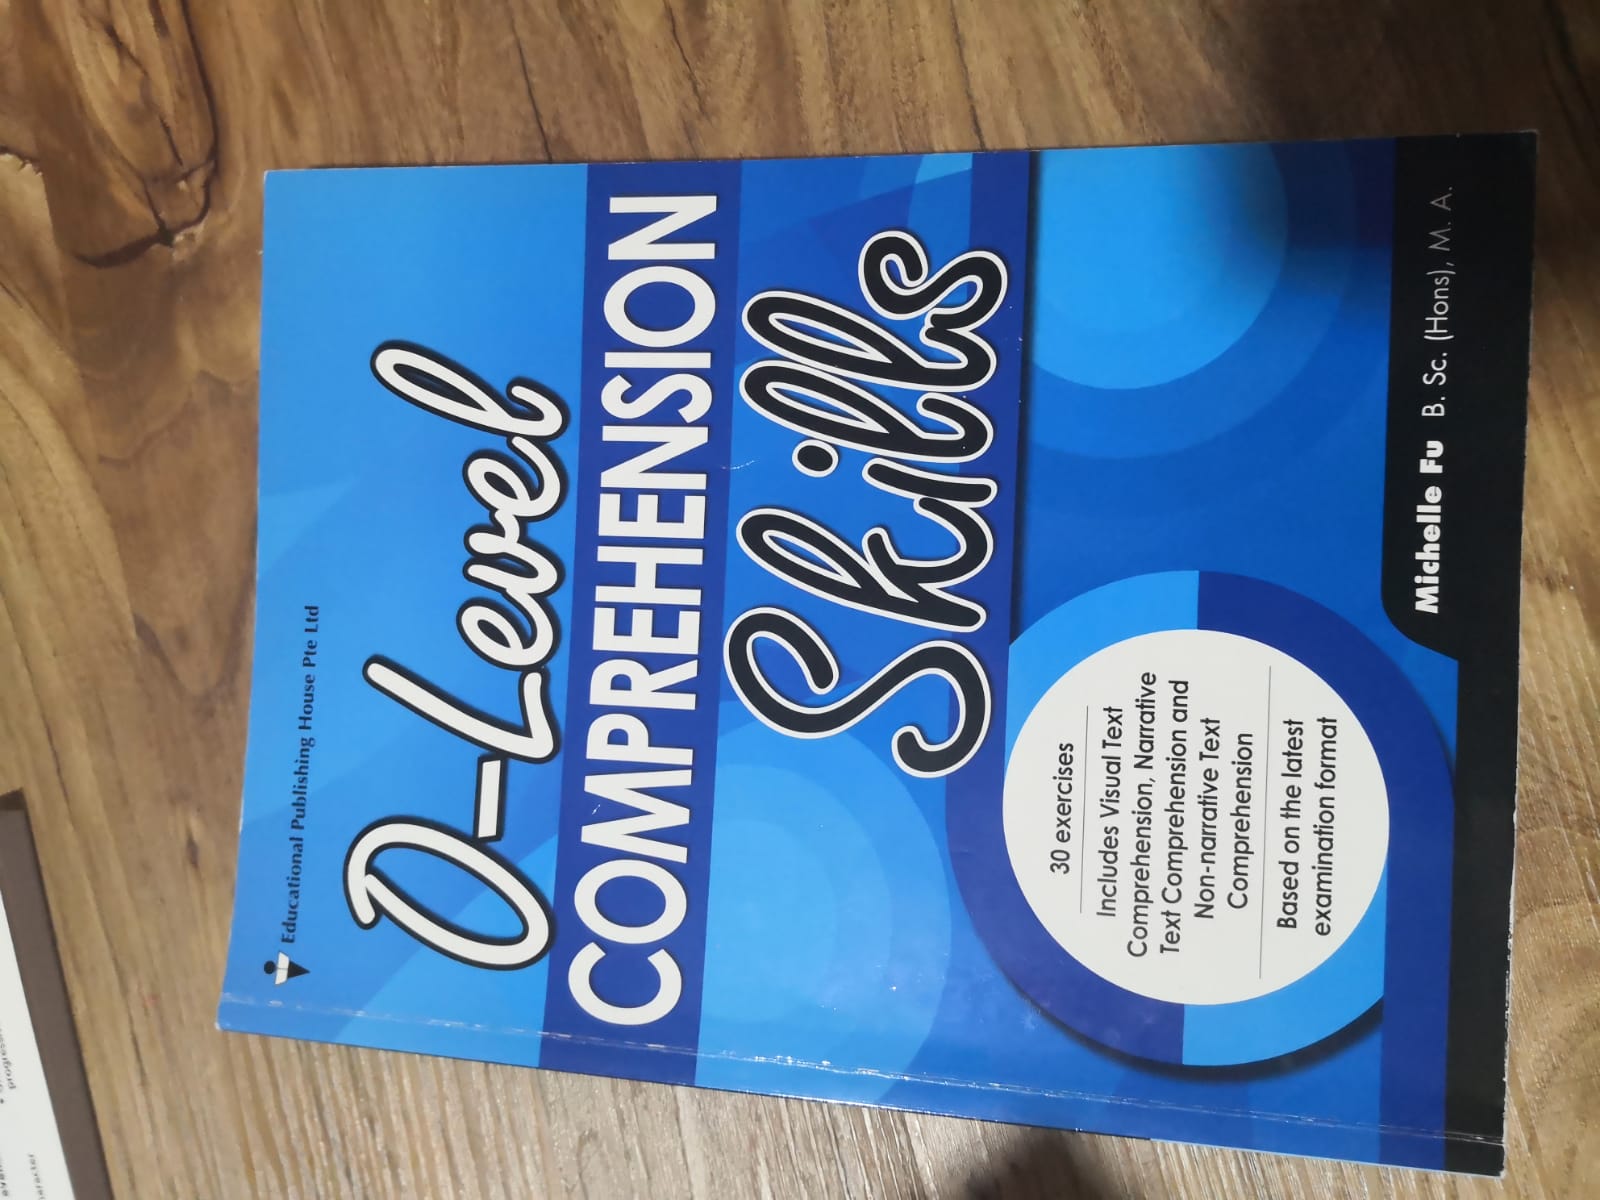 Educational Publishing House Pte Ltd
O-Level
COMPREHENSION
Skills
30 exercises
Includes Visual Text
Comprehension, Narrative
Text Comprehension and
Non-narrative Text
Comprehension
Based on the latest
examination format
Michelle Fu B. Sc. (Hons), M. A.